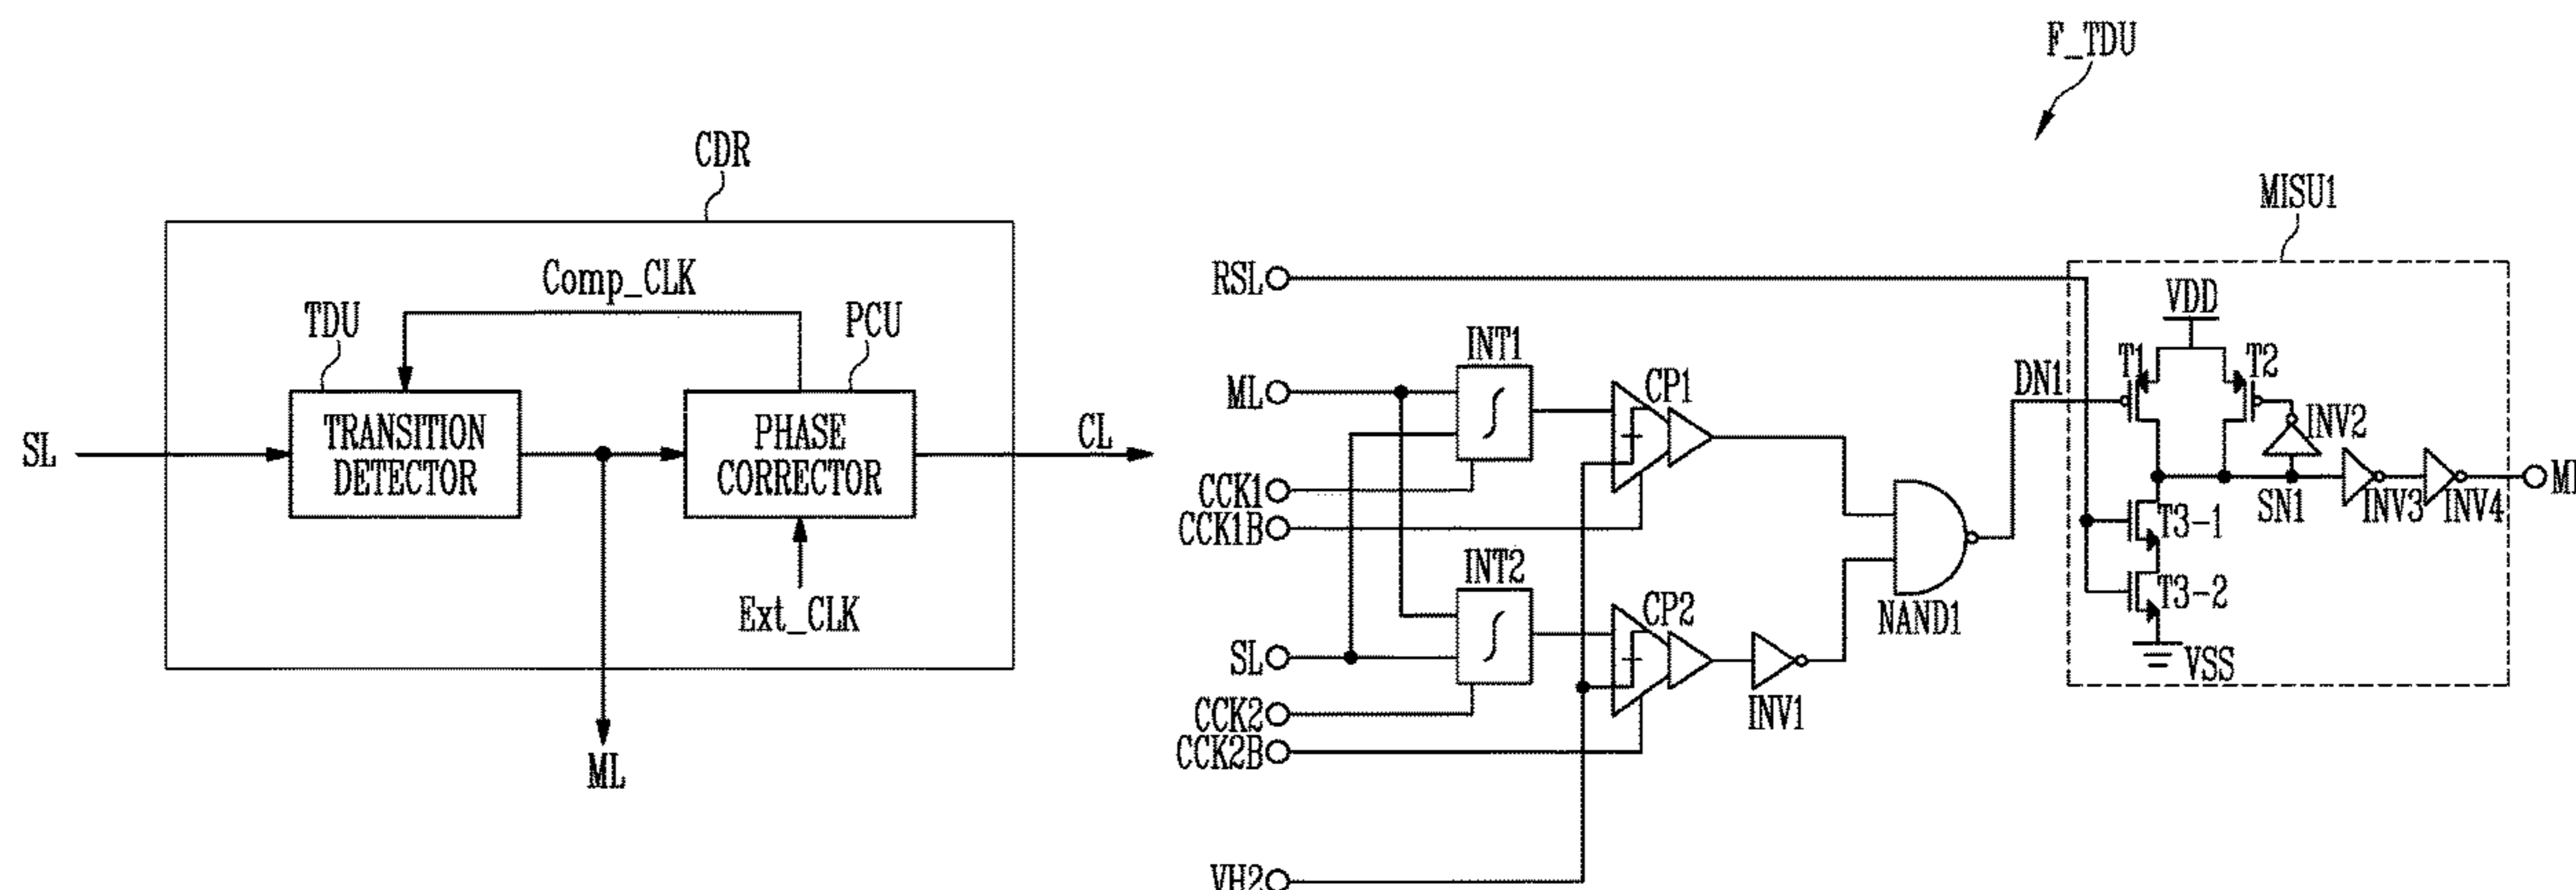 CDR
Comp_CLK
TDU
PCU
SL
TRANSITION
DETECTOR
PHASE
CORRECTOR
CL
Ext_CLK
ML
F_TDU
MISU1
RSL
VDD
INT1
T1
T2
ML
CP1
DN1
INV2
CCK1
SN1
INV3
INV4
CCK1B
T3-1
INT2
CP2
NAND1
T3-2
SL
VSS
CCK2
INV1
CCK2B
VH2